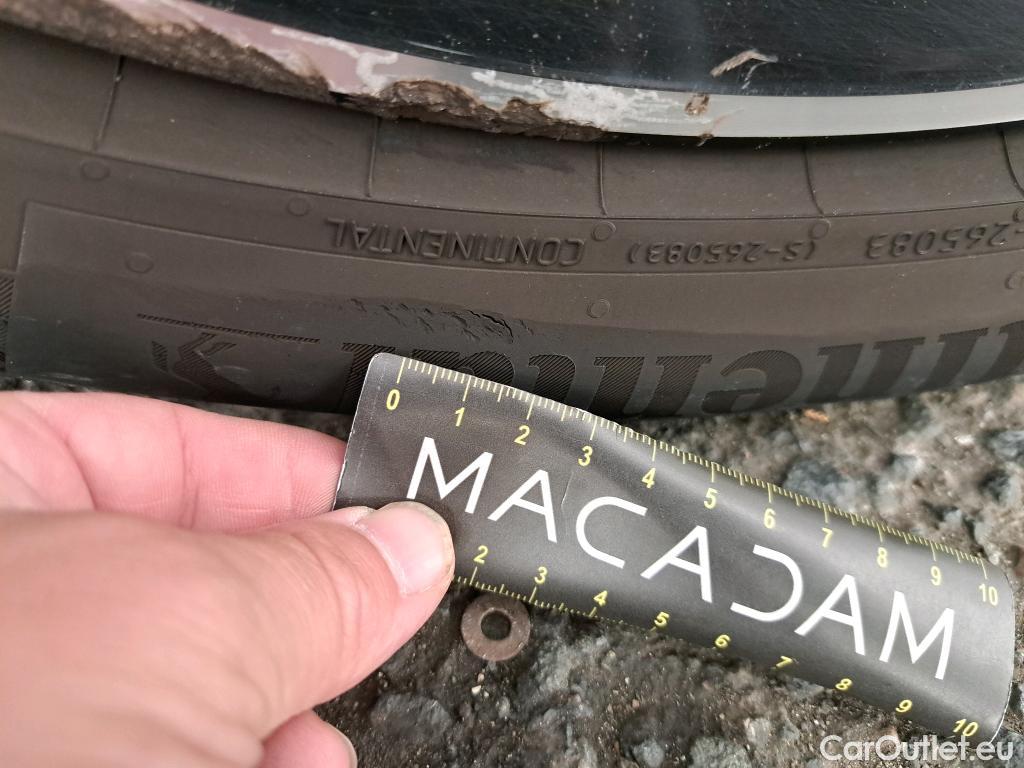 CONTINENTAL
(S-265083)
-265083
Continental
0 1 2 3 4 5 6 7 8 9 10
MACADAM
2 3 4 5 6 7 8 9 10
CarOutlet.eu